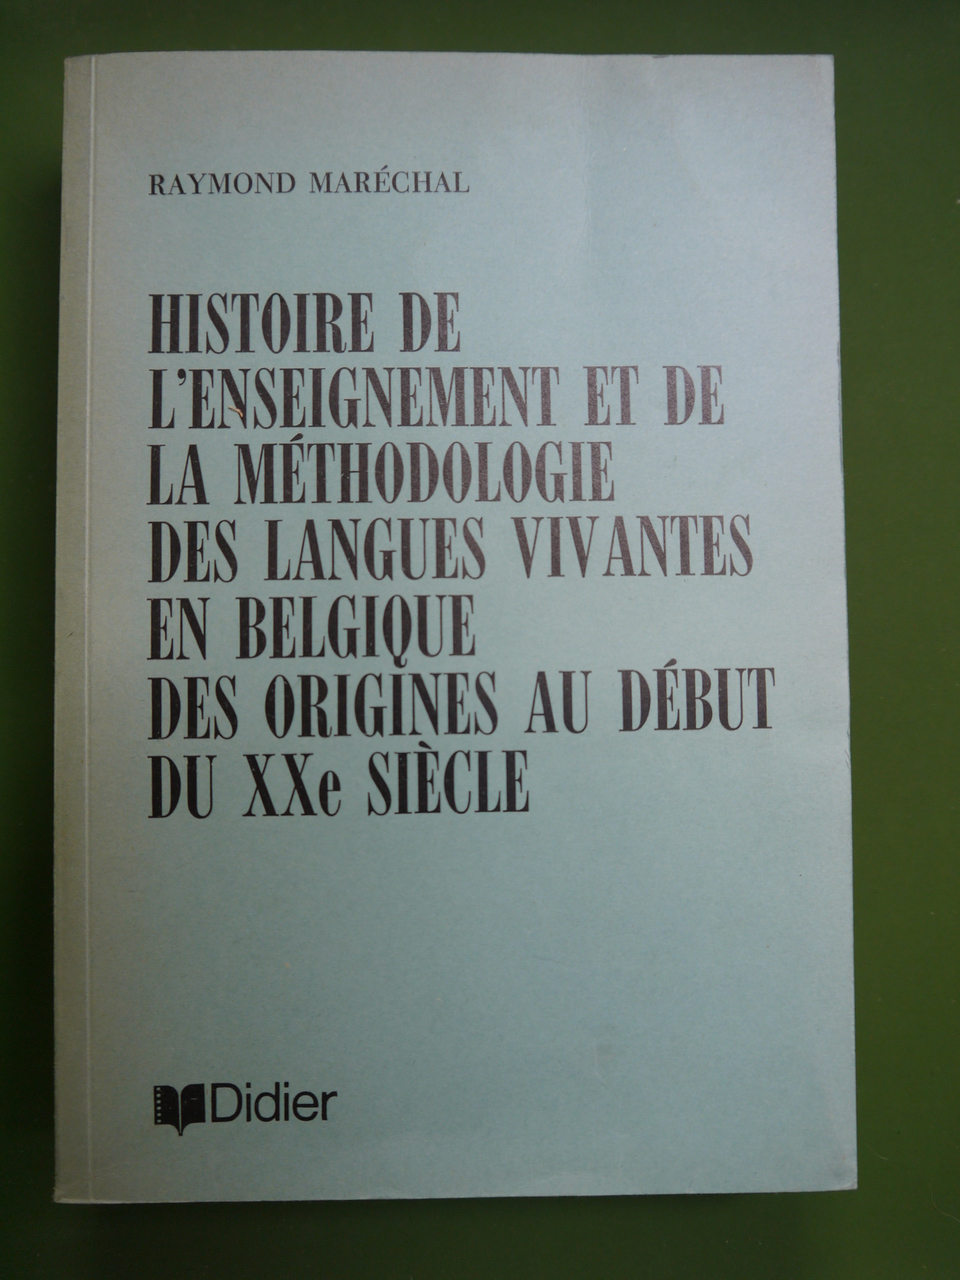 RAYMOND MARÉCHAL
HISTOIRE DE
L'ENSEIGNEMENT ET DE
LA MÉTHODOLOGIE
DES LANGUES VIVANTES
EN BELGIQUE
DES ORIGINES AU DÉBUT
DU XXe SIÈCLE
Didier